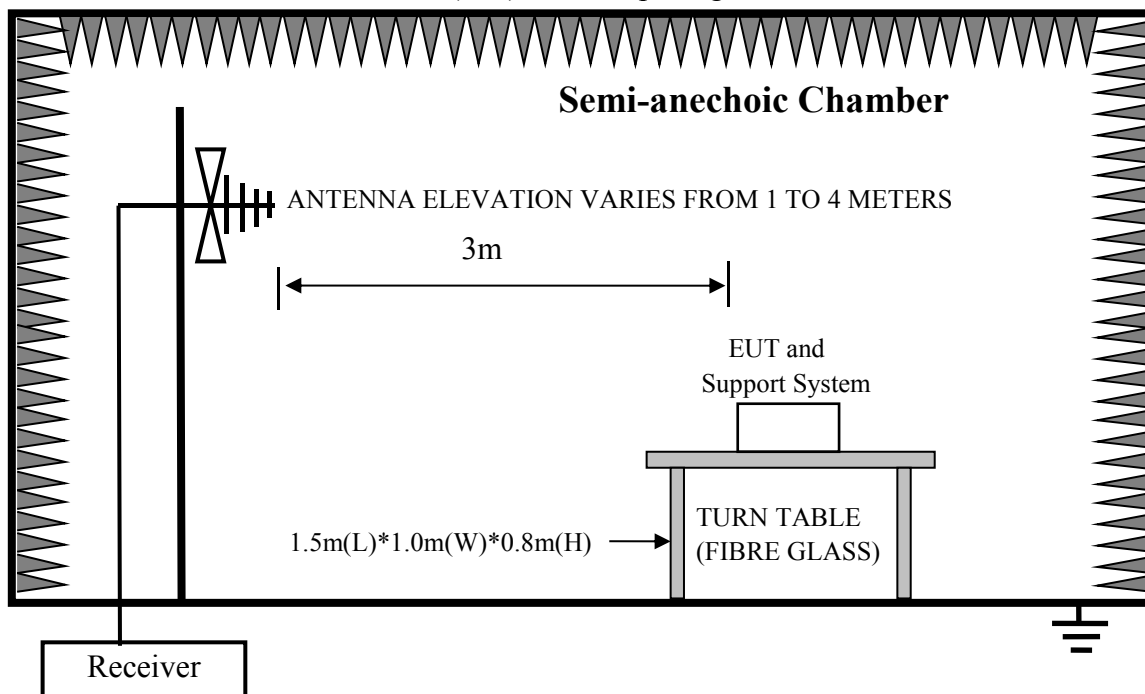 Semi-anechoic Chamber
ANTENNA ELEVATION VARIES FROM 1 TO 4 METERS
3m
EUT and
Support System
TURN TABLE
1.5m(L)*1.0m(W)*0.8m(H)
(FIBRE GLASS)
Receiver